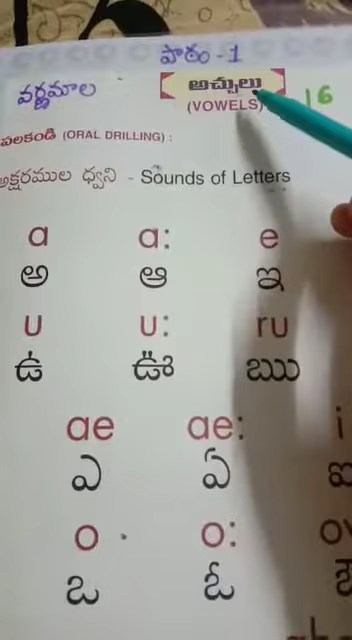 పాఠం - 1
వర్ణమాల
అచ్చులు
(VOWELS)
16
పలకండి (ORAL DRILLING) :
అక్షరముల ధ్వని - Sounds of Letters
a a: e
అ ఆ ఇ
u u: ru
ఉ ఊ ఋ
ae ae: i
ఎ ఏ ఐ
o o:
ఒ ఓ